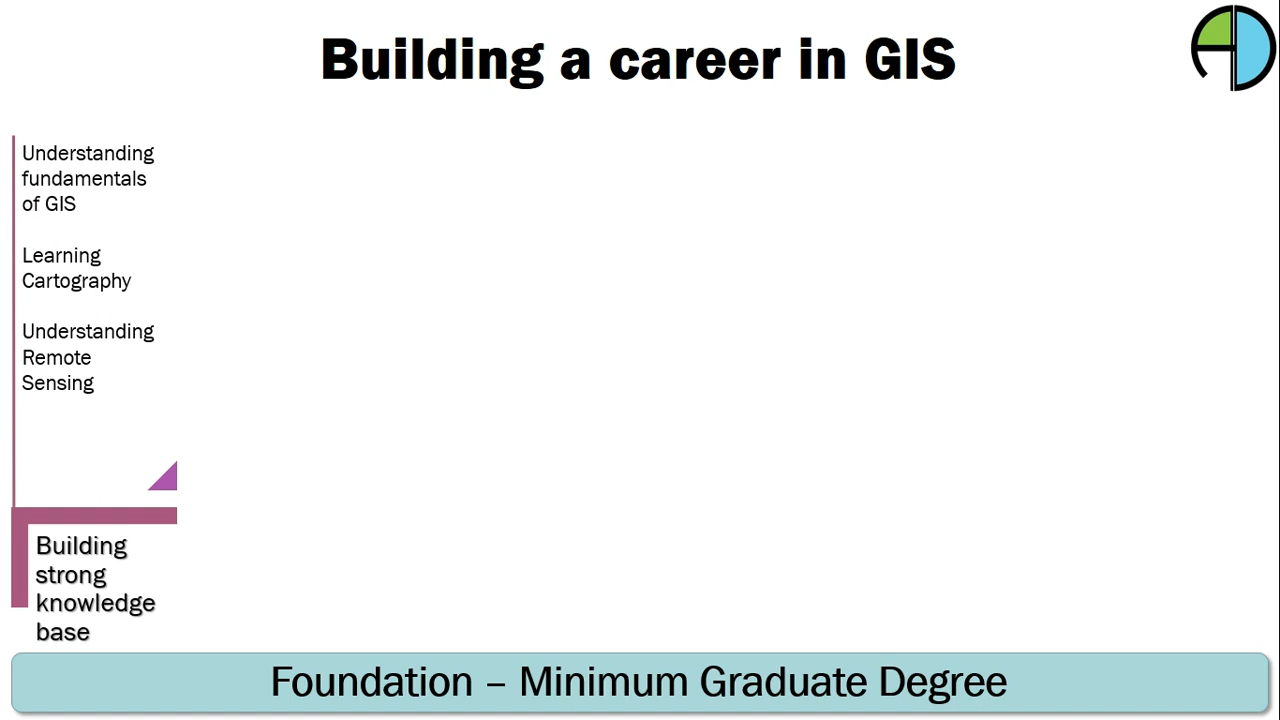 Building a career in GIS
Understanding
fundamentals
of GIS
Learning
Cartography
Understanding
Remote
Sensing
Building
strong
knowledge
base
Foundation – Minimum Graduate Degree